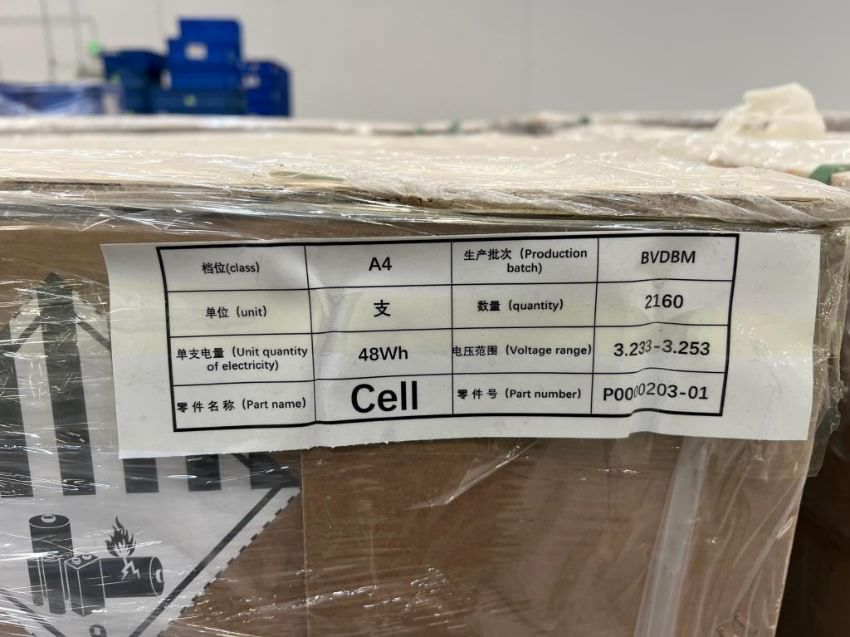 档位(class) A4 生产批次 (Production batch) BVDBM
单位 (unit) 支 数量 (quantity) 2160
单支电量 (Unit quantity of electricity) 48Wh 电压范围 (Voltage range) 3.233-3.253
零件名称 (Part name) Cell 零件号 (Part number) P0000203-01
9